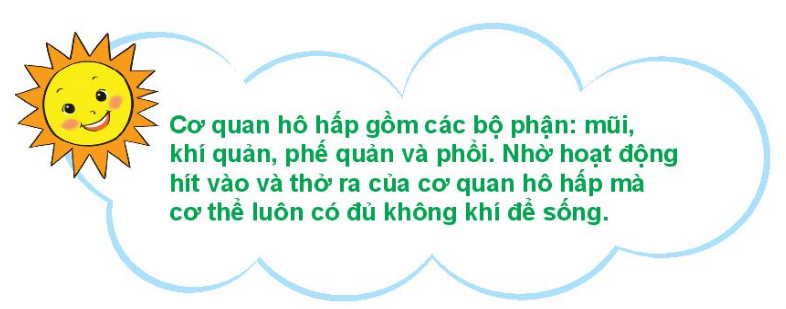 Cơ quan hô hấp gồm các bộ phận: mũi,
khí quản, phế quản và phổi. Nhờ hoạt động
hít vào và thở ra của cơ quan hô hấp mà
cơ thể luôn có đủ không khí để sống.